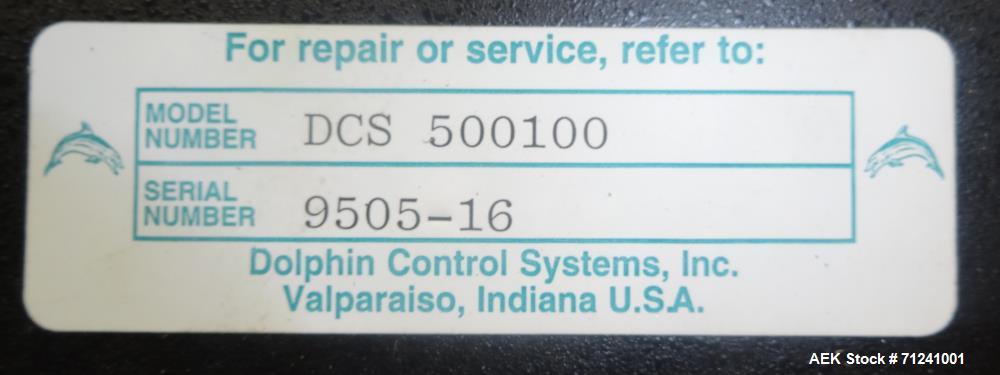 For repair or service, refer to:
MODEL NUMBER DCS 500100
SERIAL NUMBER 9505-16
Dolphin Control Systems, Inc.
Valparaiso, Indiana U.S.A.
AEK Stock # 71241001